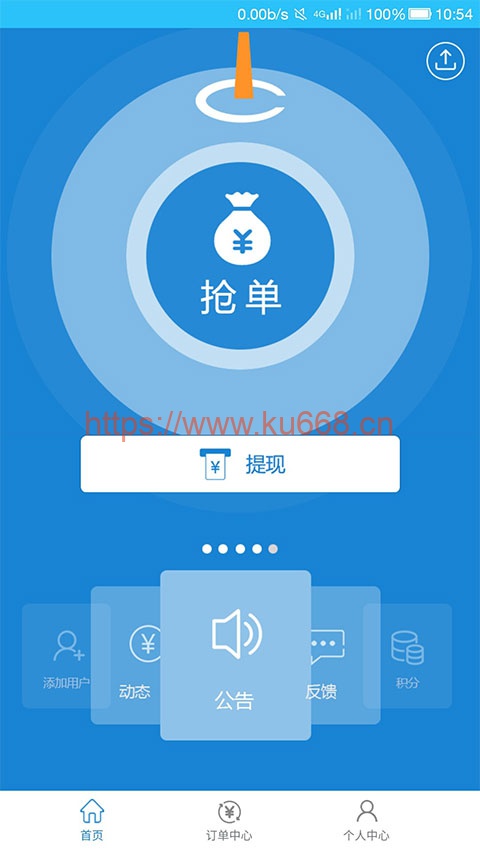 0.00b/s 4G 100% 10:54
¥
抢单
https://www.ku668.cn
¥ 提现
¥
添加用户 动态 公告 反馈 积分
¥
首页 订单中心 个人中心